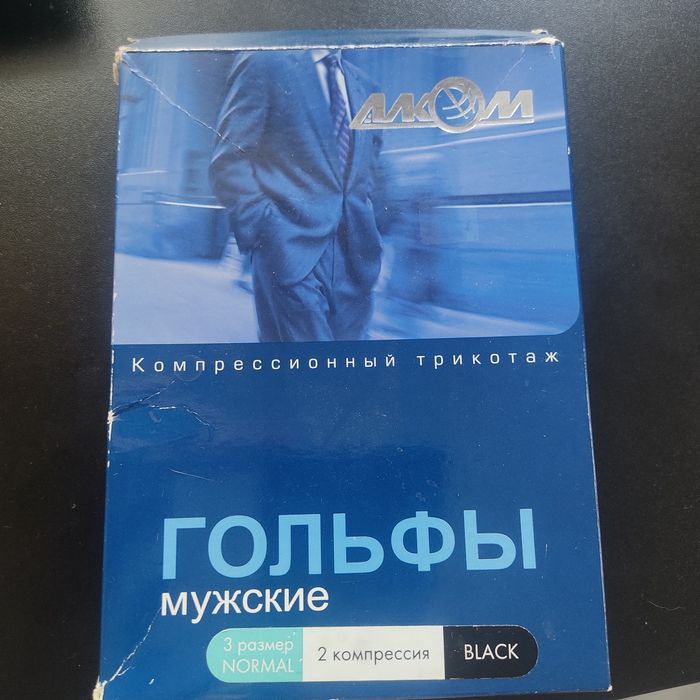 АЛКОМ
Компрессионный трикотаж
ГОЛЬФЫ
мужские
3 размер
NORMAL
2 компрессия
BLACK